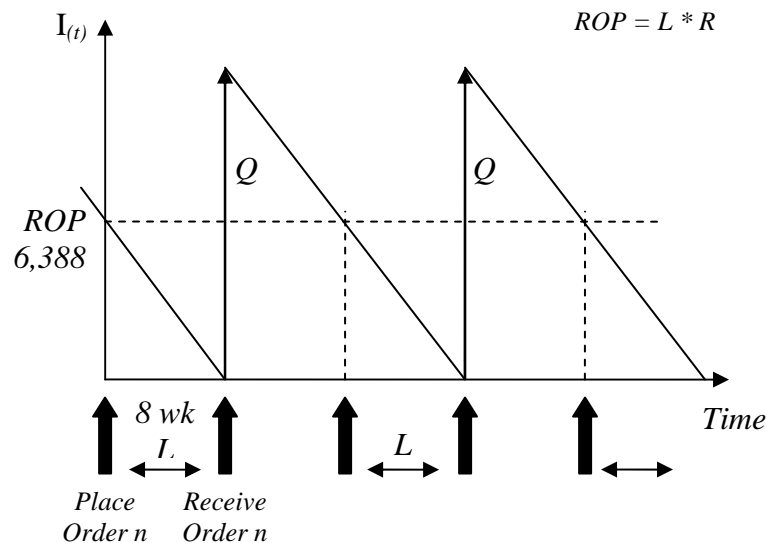 I(t)
ROP = L * R
Q
Q
ROP
6,388
8 wk
L
L
Time
Place
Order n
Receive
Order n